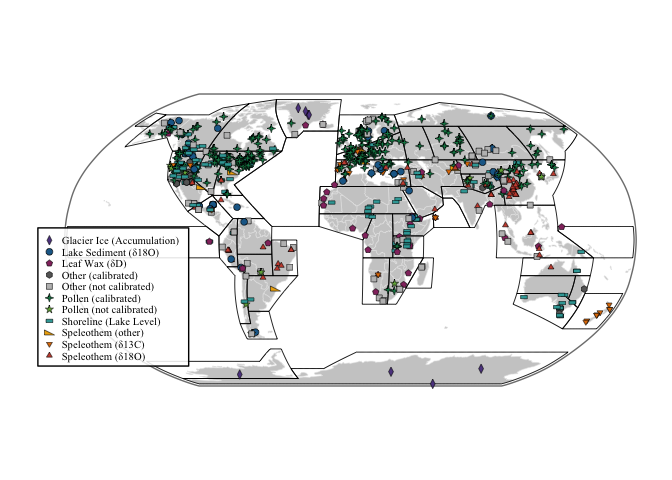 Glacier Ice (Accumulation)
Lake Sediment (δ18O)
Leaf Wax (δD)
Other (calibrated)
Other (not calibrated)
Pollen (calibrated)
Pollen (not calibrated)
Shoreline (Lake Level)
Speleothem (other)
Speleothem (δ13C)
Speleothem (δ18O)